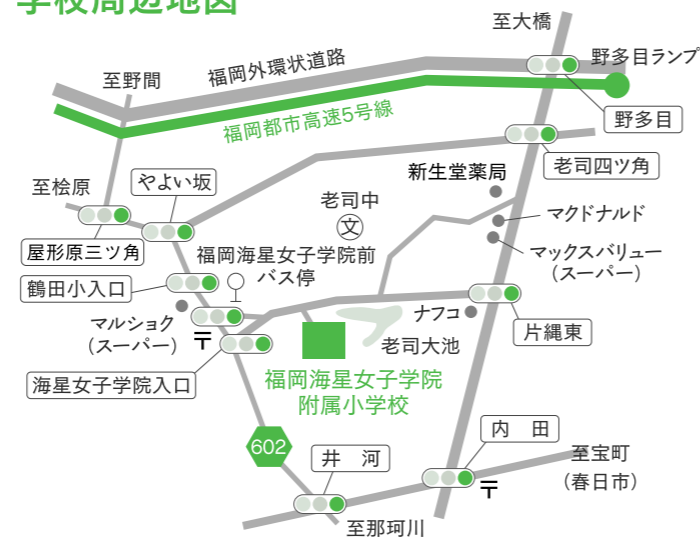 学校周辺地図
至大橋
野多目ランプ
福岡外環状道路
至野間
野多目
福岡都市高速5号線
老司四ツ角
新生堂薬局
やよい坂
至桧原
老司中
文
マクドナルド
屋形原三ツ角
福岡海星女子学院前
バス停
マックスバリュー
(スーパー)
鶴田小入口
マルショク
(スーパー)
〒
ナフコ
片縄東
老司大池
海星女子学院入口
福岡海星女子学院
附属小学校
602
内 田
井 河
至宝町
(春日市)
〒
至那珂川